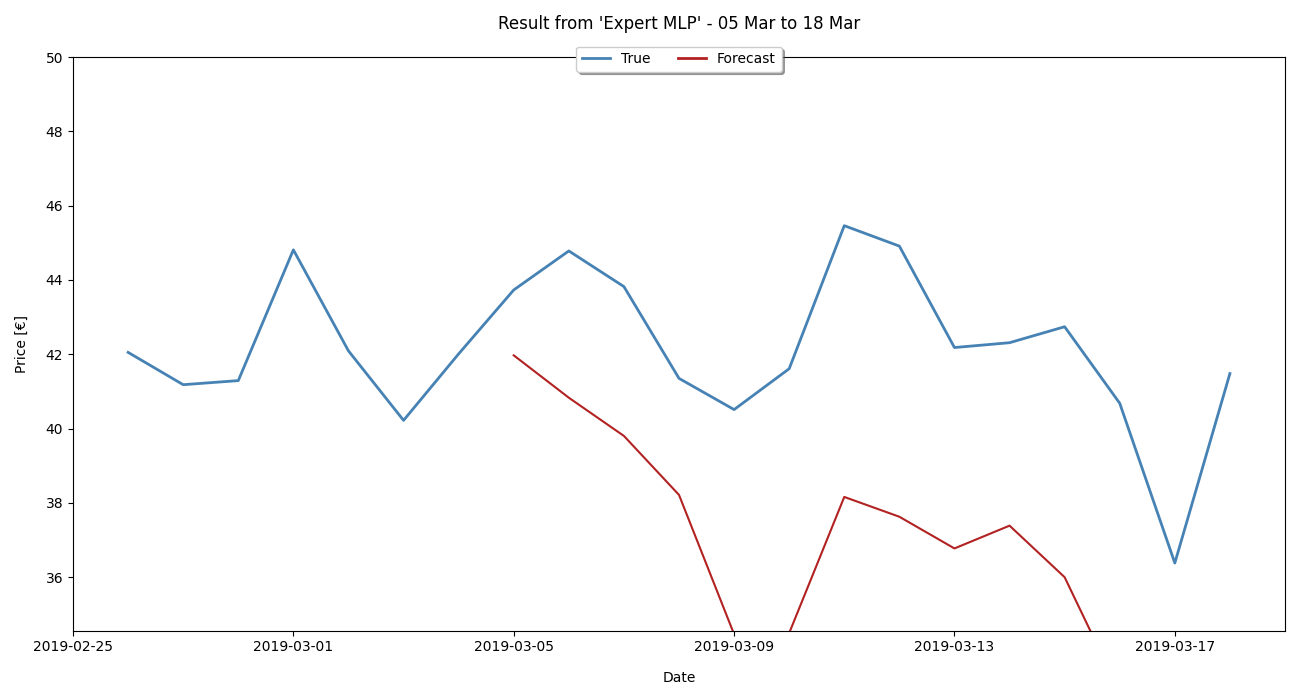 Result from 'Expert MLP' - 05 Mar to 18 Mar
True
Forecast
Price [€]
50
48
46
44
42
40
38
36
2019-02-25
2019-03-01
2019-03-05
2019-03-09
2019-03-13
2019-03-17
Date